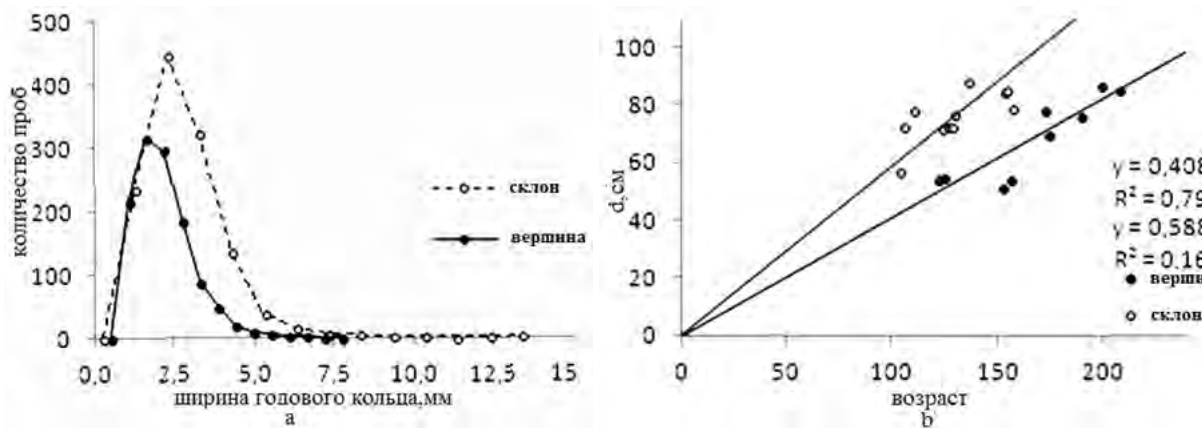 500
400
300
200
100
0
количество проб
0,0 2,5 5,0 7,5 10,0 12,5 15
ширина годового кольца,мм
a
склон
вершина
100
80
60
40
20
0
d,см
0 50 100 150 200
возраст
b
y = 0,408
R² = 0,79
y = 0,588
R² = 0,16
верши
склон